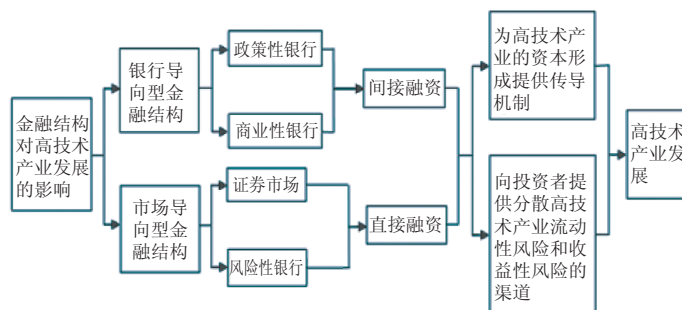 金融结构
对高技术
产业发展
的影响
银行导
向型金
融结构
市场导
向型金
融结构
政策性银行
商业性银行
证券市场
风险性银行
间接融资
直接融资
为高技术产
业的资本形
成提供传导
机制
向投资者提
供分散高技
术产业流动
性风险和收
益性风险的
渠道
高技术
产业发
展